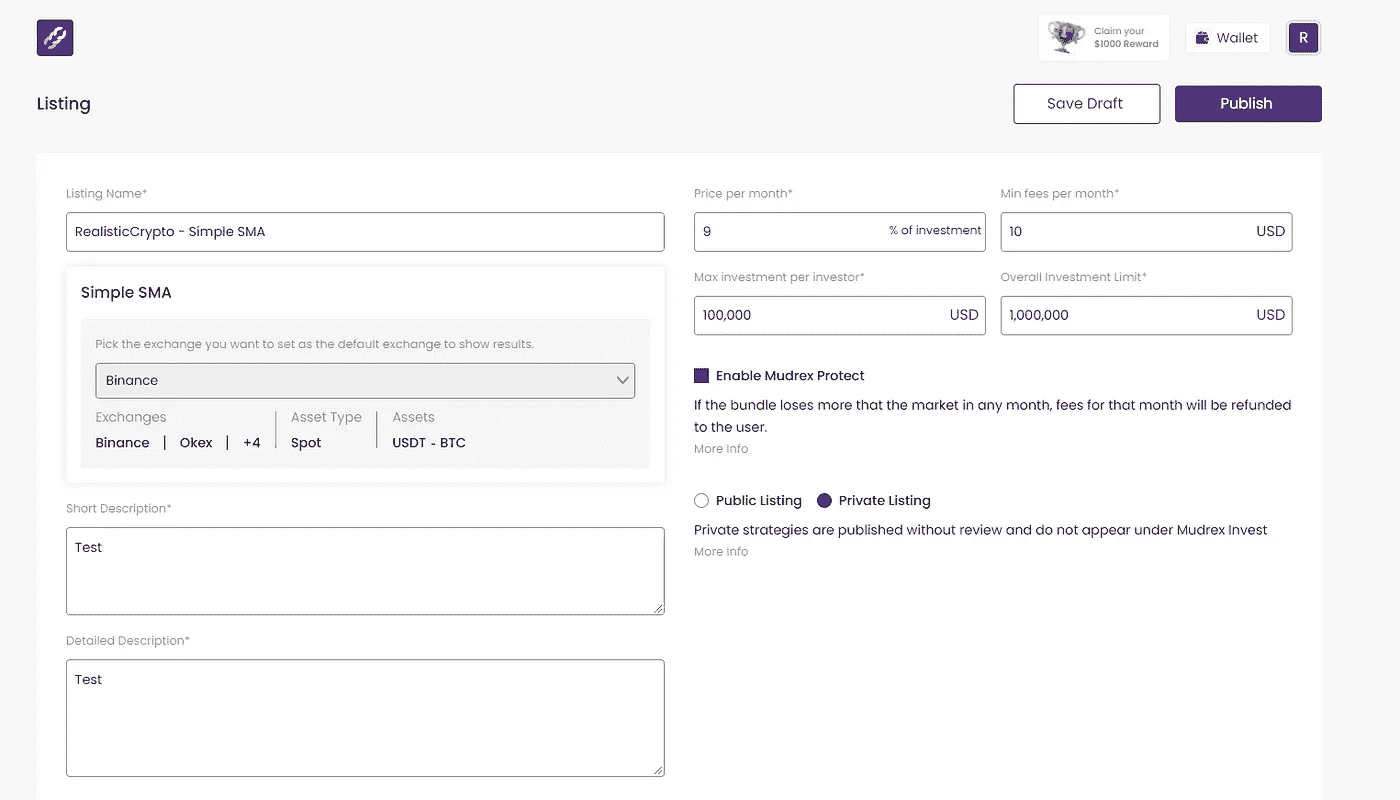 Claim your
$1000 Reward
Wallet
R
Listing
Save Draft
Publish
Listing Name*
RealisticCrypto - Simple SMA
Simple SMA
Pick the exchange you want to set as the default exchange to show results.
Binance
Exchanges
Asset Type
Assets
Binance | Okex | +4
Spot
USDT - BTC
Short Description*
Test
Detailed Description*
Test
Price per month*
9 % of investment
Min fees per month*
10 USD
Max investment per investor*
100,000 USD
Overall Investment Limit*
1,000,000 USD
Enable Mudrex Protect
If the bundle loses more that the market in any month, fees for that month will be refunded
to the user.
More Info
Public Listing
Private Listing
Private strategies are published without review and do not appear under Mudrex Invest
More Info